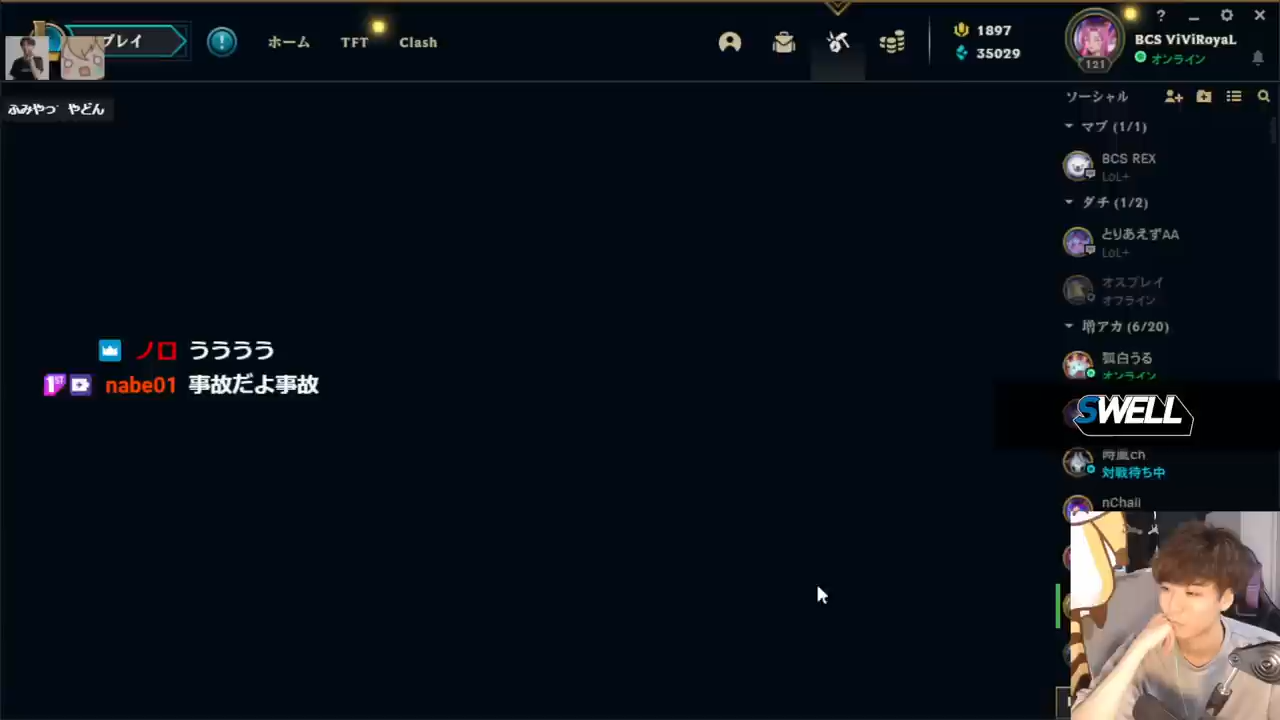 プレイ
ホーム
TFT
Clash
1897
35029
?
BCS ViViRoyaL
121
オンライン
ふみやっ やどん
ソーシャル
マブ (1/1)
BCS REX
LoL+
ダチ (1/2)
とりあえずAA
LoL+
オスプレイ
オフライン
増アカ (6/20)
狐白うる
オンライン
ノロ うううう
1ST nabe01 事故だよ事故
SWELL
対戦待ち中
nChaii